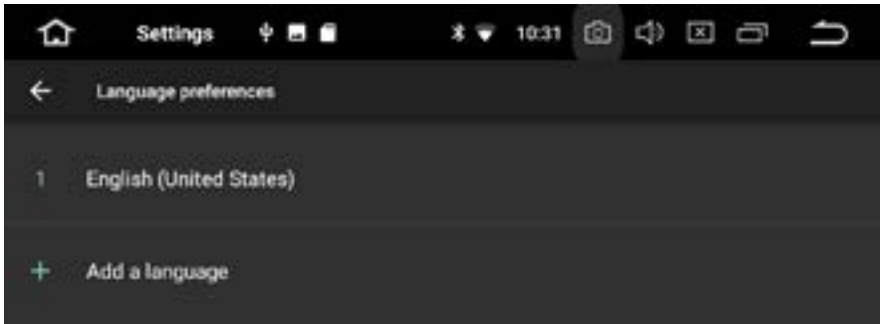 Settings 10:31
Language preferences
1 English (United States)
+ Add a language